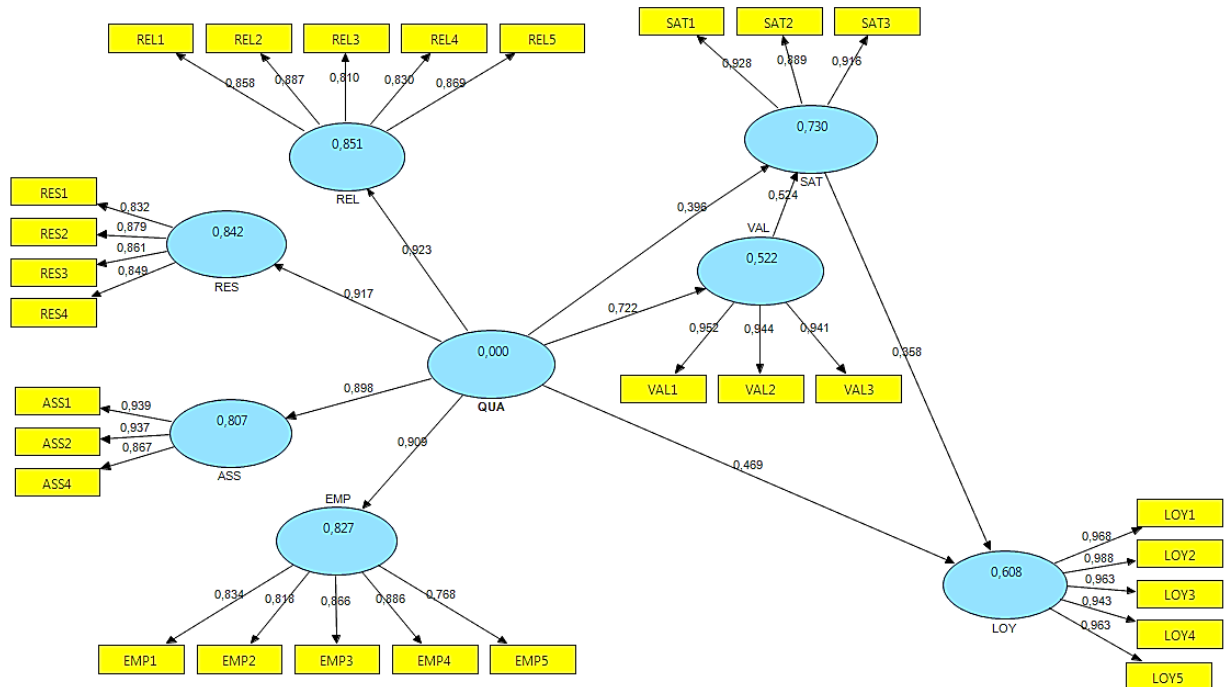 REL1 REL2 REL3 REL4 REL5
0,858 0,887 0,810 0,830 0,869
0,851
REL
SAT1 SAT2 SAT3
0,928 0,889 0,916
0,730
SAT
RES1
RES2
RES3
RES4
0,832
0,879
0,861
0,849
0,842
RES
0,923
0,917
0,396
0,524
VAL
0,522
0,722
0,952 0,944 0,941
VAL1 VAL2 VAL3
0,358
0,000
QUA
0,898
0,909
0,469
ASS1
ASS2
ASS4
0,939
0,937
0,867
0,807
ASS
EMP
0,827
0,834 0,818 0,866 0,886 0,768
EMP1 EMP2 EMP3 EMP4 EMP5
0,608
LOY
0,968
0,988
0,963
0,943
0,963
LOY1
LOY2
LOY3
LOY4
LOY5